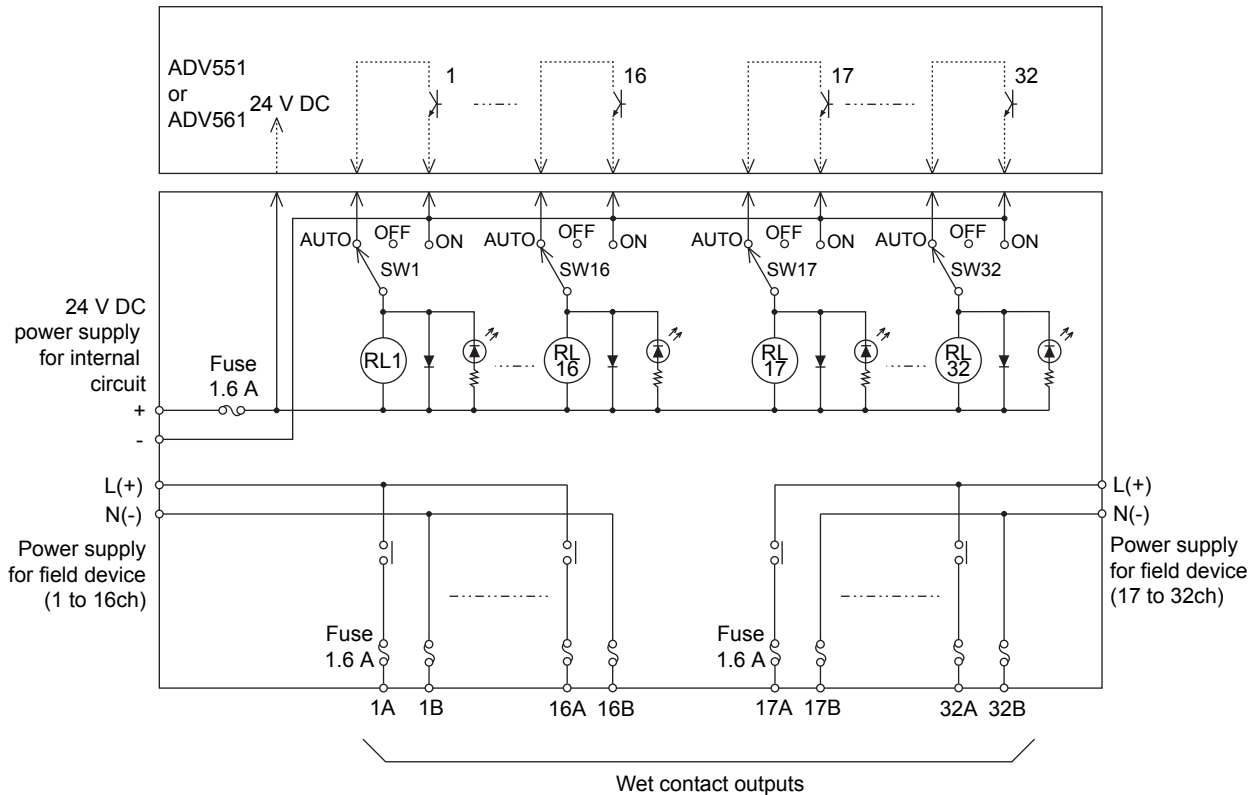 ADV551
or
ADV561
24 V DC
1
16
17
32
AUTO
OFF
ON
SW1
AUTO
OFF
ON
SW16
AUTO
OFF
ON
SW17
AUTO
OFF
ON
SW32
24 V DC
power supply
for internal
circuit
Fuse
1.6 A
RL1
RL
16
RL
17
RL
32
+
-
L(+)
N(-)
Power supply
for field device
(1 to 16ch)
L(+)
N(-)
Power supply
for field device
(17 to 32ch)
Fuse
1.6 A
Fuse
1.6 A
1A
1B
16A
16B
17A
17B
32A
32B
Wet contact outputs